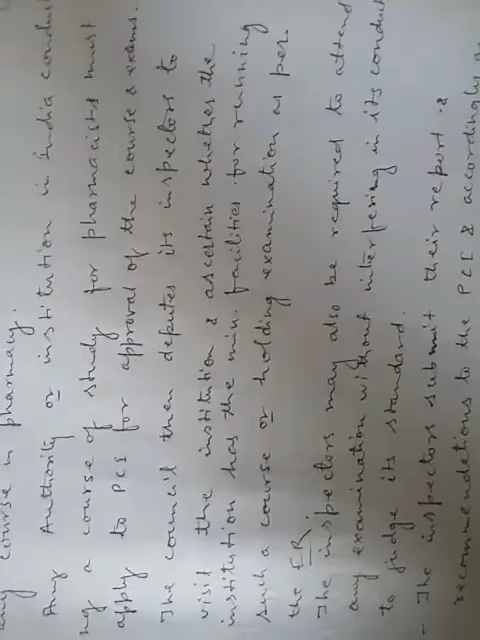 any course in pharmacy.
Any Authority or institution in India conduct
ng a course of study for pharmacists must
apply to PCI for approval of the course & exams.
The council then deputes its inspectors to
visit the institution & ascertain whether the
institution has the min. facilities for running
such a course or holding examination as per
the ER.
The inspectors may also be required to attend
any examination without interfering in its conduct
to judge its standard.
- The inspectors submit their report &
recommendetions to the PCI & accordingly